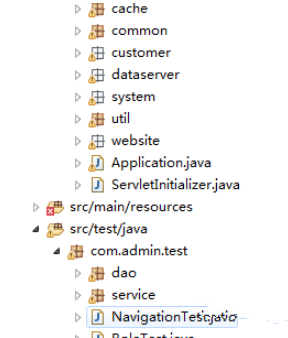 cache
common
customer
dataserver
system
util
website
Application.java
ServletInitializer.java
src/main/resources
src/test/java
com.admin.test
dao
service